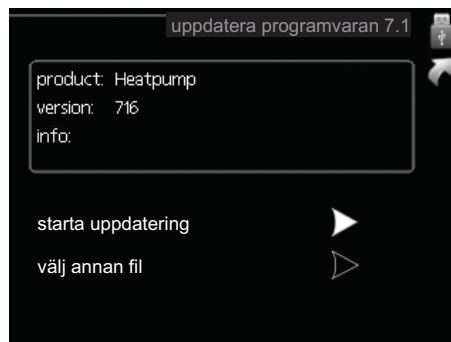 uppdatera programvaran 7.1
product: Heatpump
version: 716
info:
starta uppdatering
välj annan fil